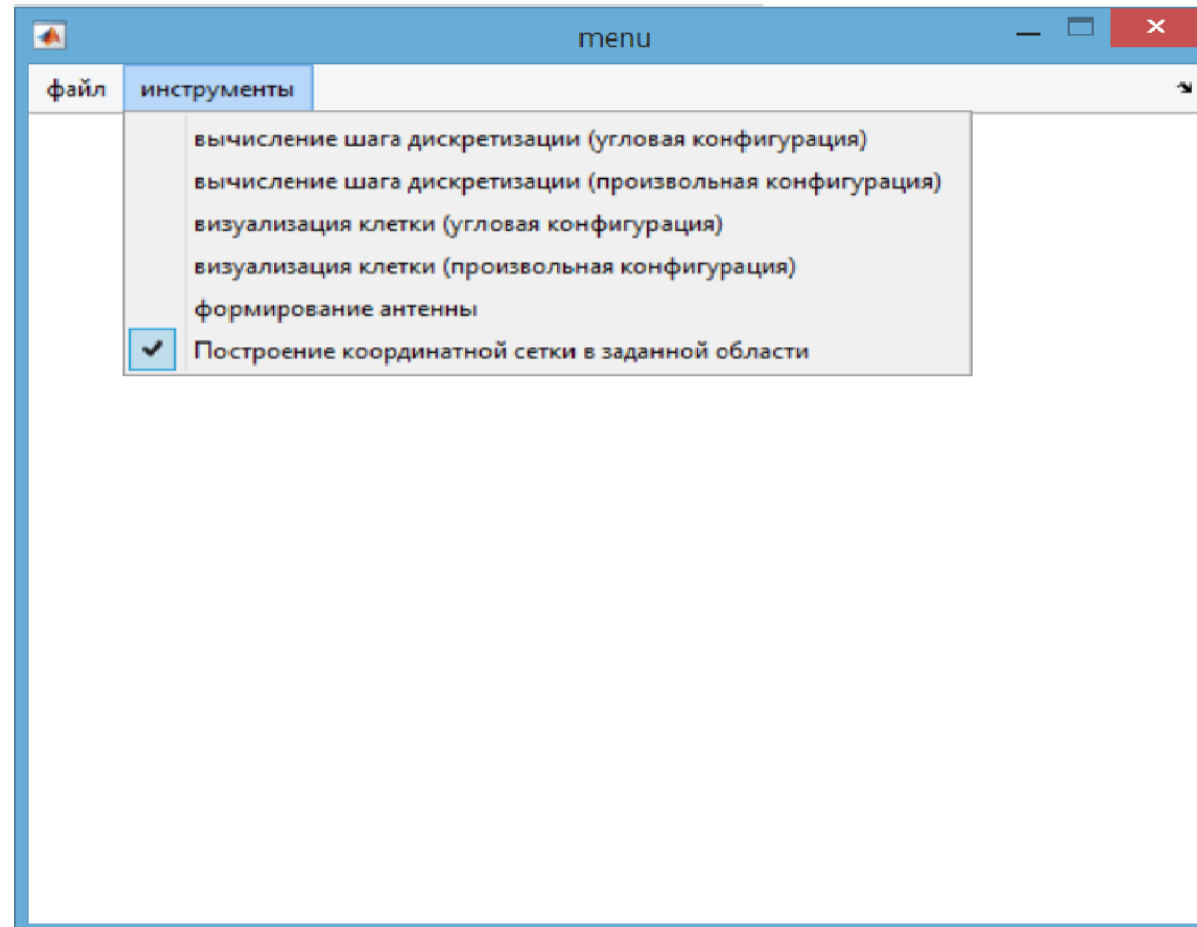 menu
файл инструменты
вычисление шага дискретизации (угловая конфигурация)
вычисление шага дискретизации (произвольная конфигурация)
визуализация клетки (угловая конфигурация)
визуализация клетки (произвольная конфигурация)
формирование антенны
Построение координатной сетки в заданной области